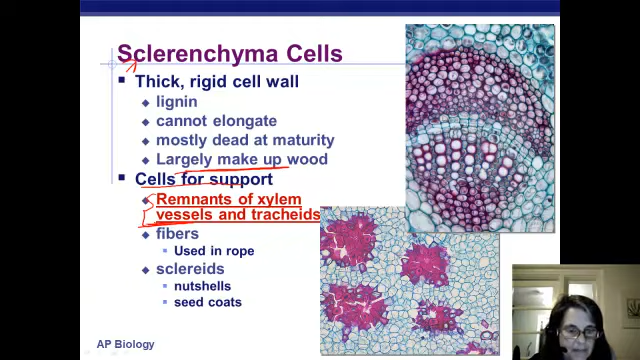 Sclerenchyma Cells
Thick, rigid cell wall
lignin
cannot elongate
mostly dead at maturity
Largely make up wood
Cells for support
Remnants of xylem
vessels and tracheids
fibers
Used in rope
sclereids
nutshells
seed coats
AP Biology